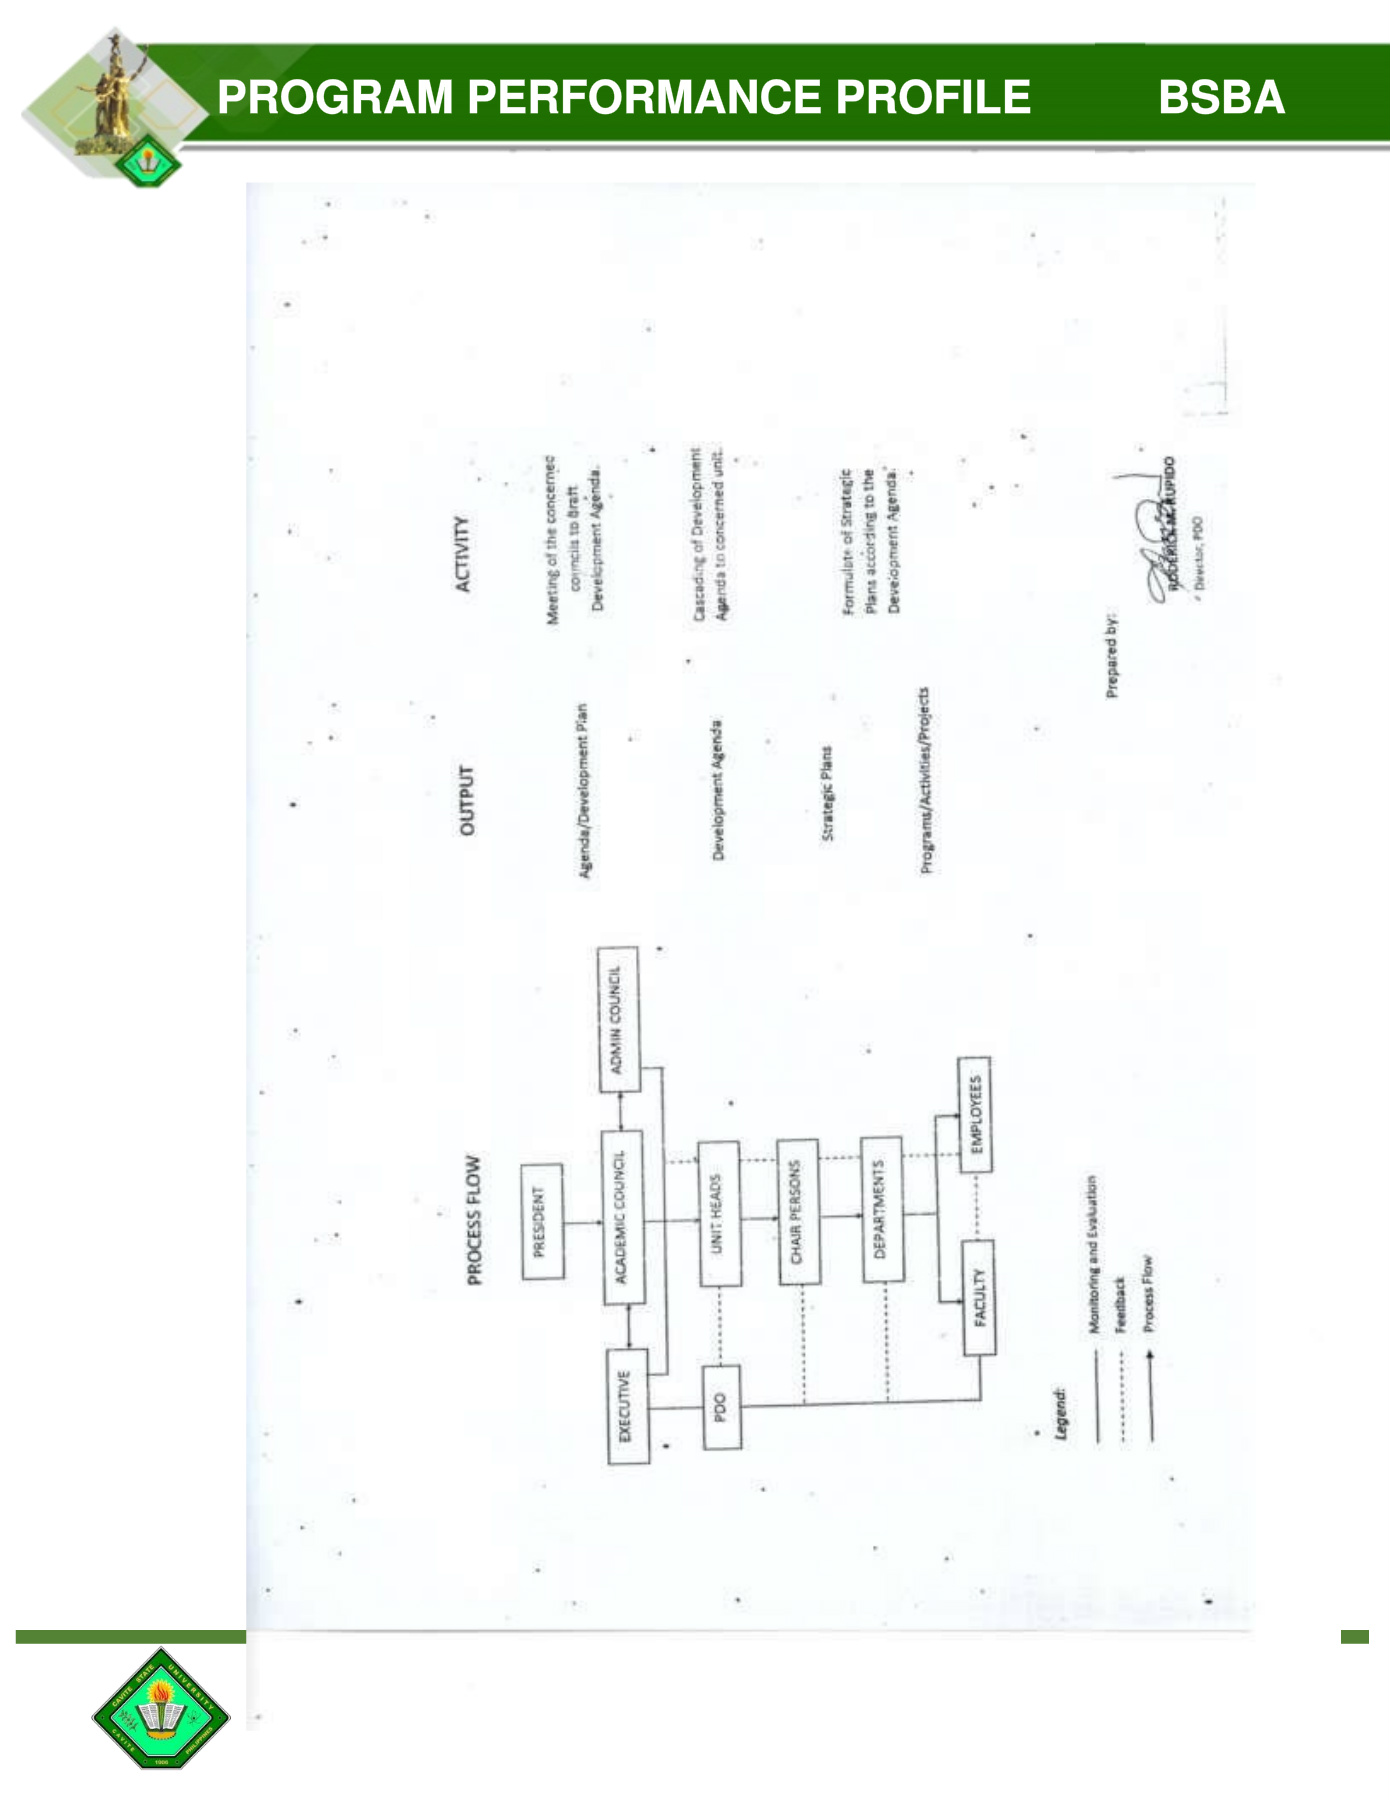 PROGRAM PERFORMANCE PROFILE BSBA
PROCESS FLOW
OUTPUT
ACTIVITY
PRESIDENT
EXECUTIVE
ACADEMIC COUNCIL
ADMIN COUNCIL
Agenda/Development Plan
Meeting of the concerned
councils to Draft
Development Agenda.
PDO
UNIT HEADS
Development Agenda
Cascading of Development
Agenda to concerned unit.
CHAIR PERSONS
Strategic Plans
Formulate of Strategic
Plans according to the
Development Agenda.
DEPARTMENTS
Programs/Activities/Projects
FACULTY
EMPLOYEES
Legend:
Monitoring and Evaluation
Feedback
Process Flow
Prepared by:
RUPIDO
Director, PDO
CAVITE STATE UNIVERSITY
CAVITE
PHILIPPINES
1906